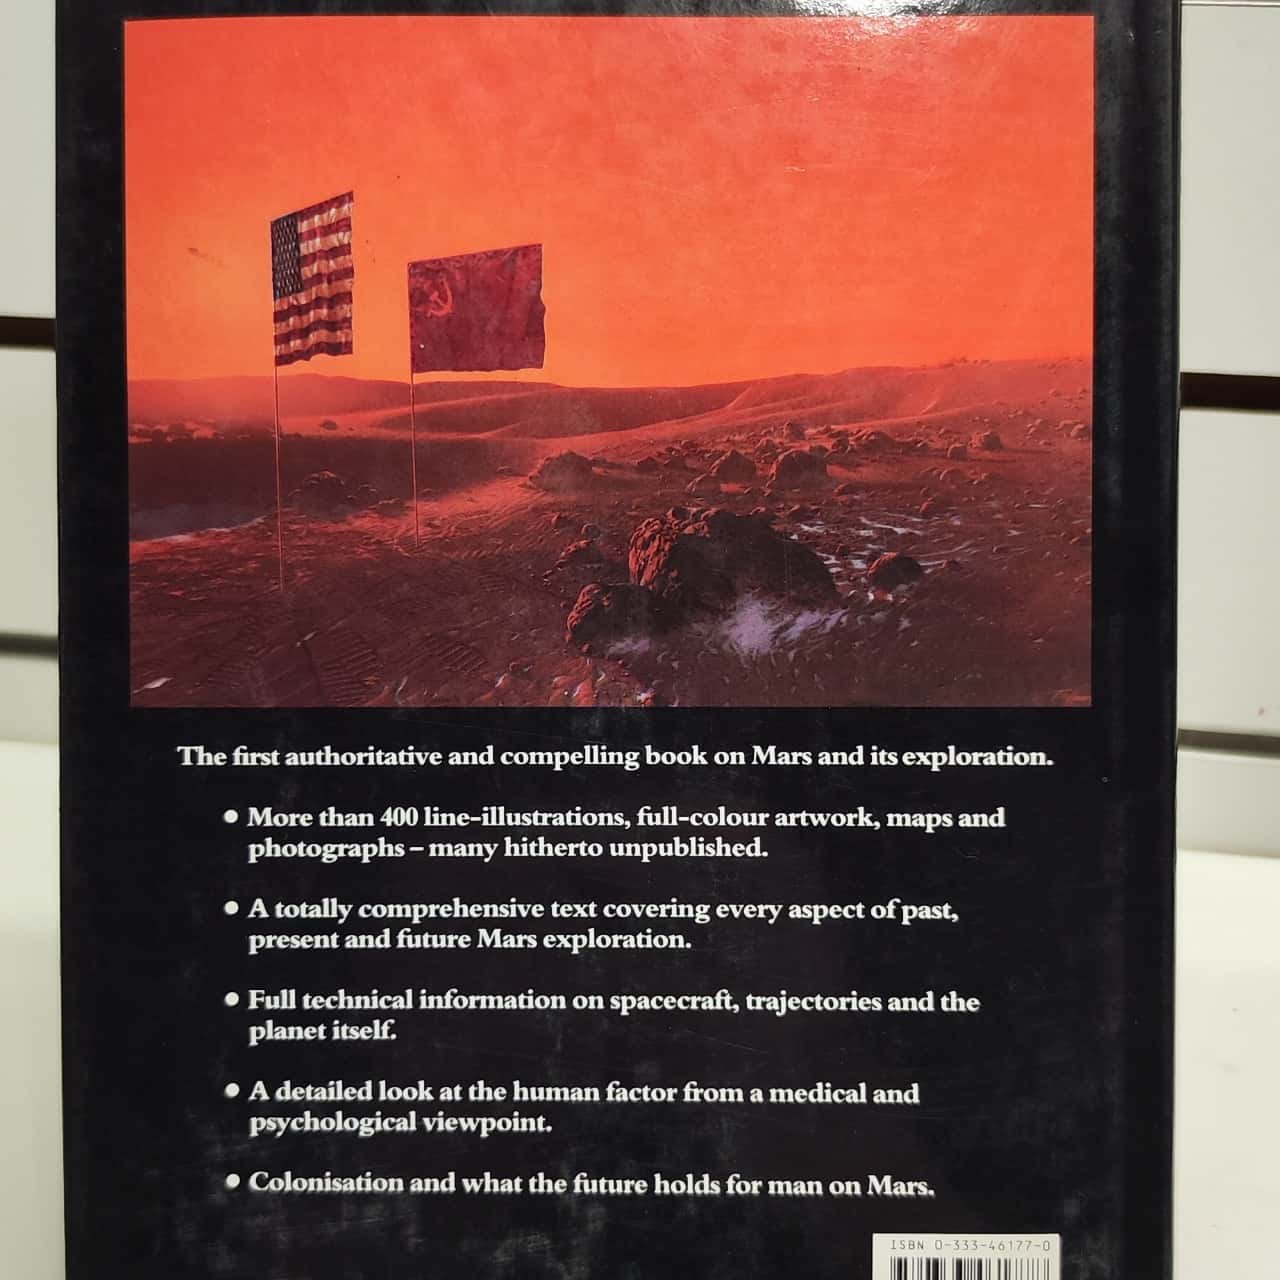 The first authoritative and compelling book on Mars and its exploration.
● More than 400 line-illustrations, full-colour artwork, maps and
photographs – many hitherto unpublished.
● A totally comprehensive text covering every aspect of past,
present and future Mars exploration.
● Full technical information on spacecraft, trajectories and the
planet itself.
● A detailed look at the human factor from a medical and
psychological viewpoint.
● Colonisation and what the future holds for man on Mars.
ISBN 0-333-46177-0